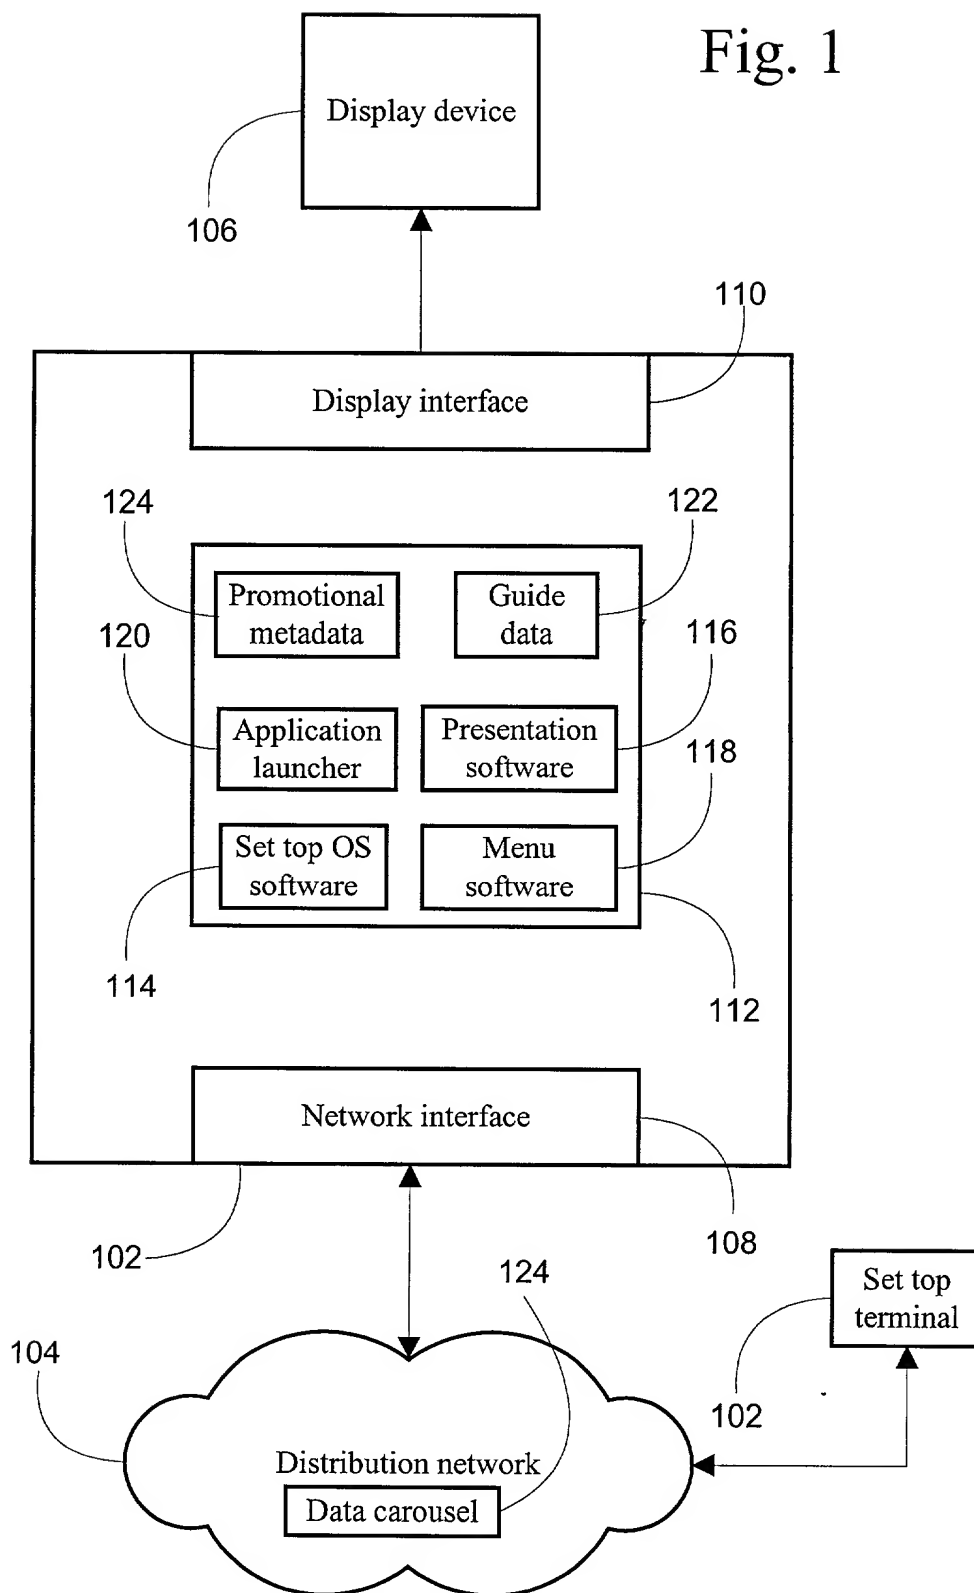 Fig. 1
Display device
106
110
Display interface
124
122
Promotional
metadata
Guide
data
120
116
Application
launcher
Presentation
software
118
Set top OS
software
Menu
software
114
112
Network interface
102
108
124
Set top
terminal
104
102
Distribution network
Data carousel